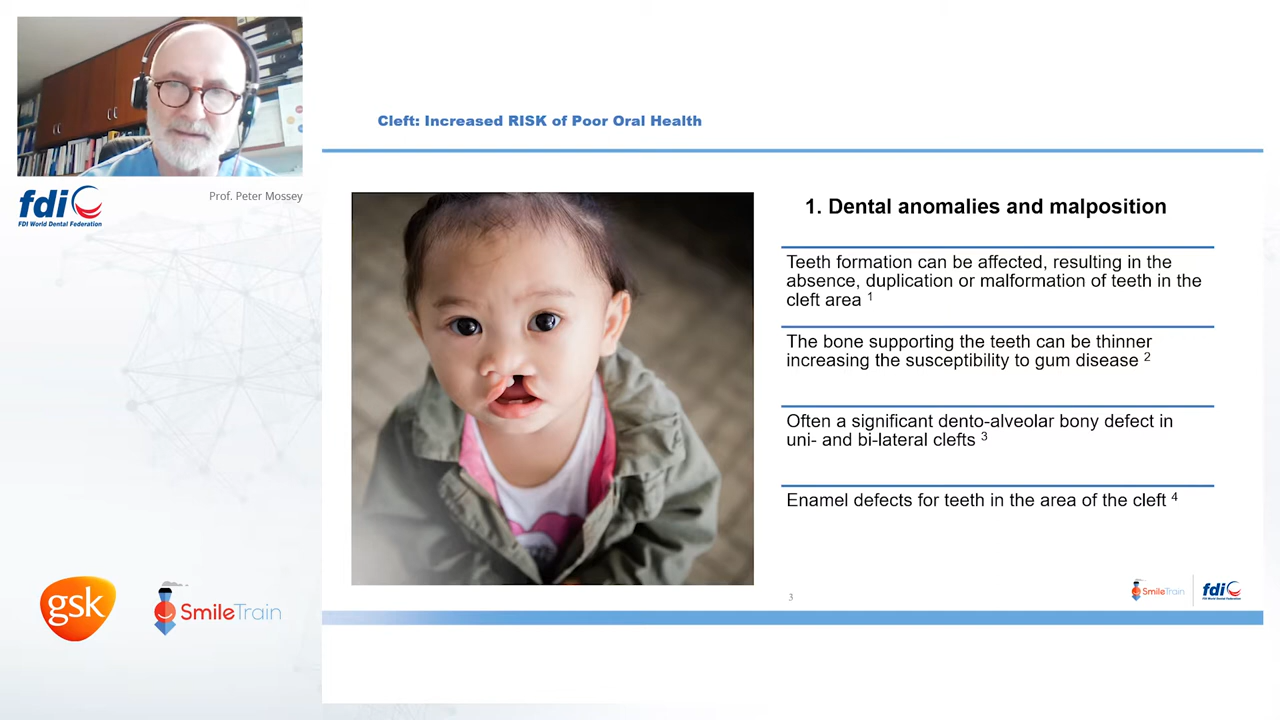 Prof. Peter Mossey
fdi
FDI World Dental Federation
gsk
SmileTrain
Cleft: Increased RISK of Poor Oral Health
1. Dental anomalies and malposition
Teeth formation can be affected, resulting in the
absence, duplication or malformation of teeth in the
cleft area 1
The bone supporting the teeth can be thinner
increasing the susceptibility to gum disease 2
Often a significant dento-alveolar bony defect in
uni- and bi-lateral clefts 3
Enamel defects for teeth in the area of the cleft 4
3
SmileTrain
fdi
FDI World Dental Federation